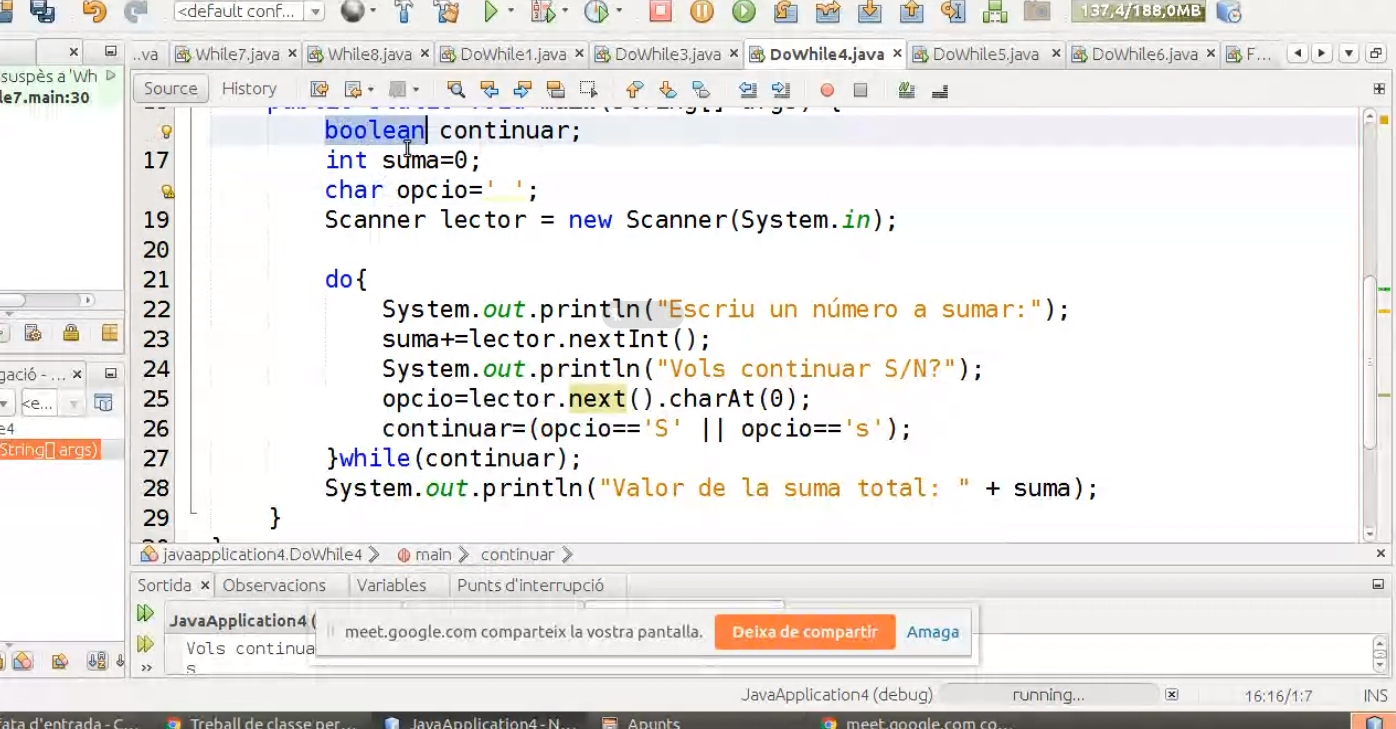 <default conf...
137,4/188,0MB
..va While7.java While8.java DoWhile1.java DoWhile3.java DoWhile4.java DoWhile5.java DoWhile6.java F...
suspès a 'Wh
le7.main:30
Source History
boolean continuar;
17 int suma=0;
char opcio=' ';
19 Scanner lector = new Scanner(System.in);
20
21 do{
22 System.out.println("Escriu un número a sumar:");
23 suma+=lector.nextInt();
24 System.out.println("Vols continuar S/N?");
25 opcio=lector.next().charAt(0);
26 continuar=(opcio=='S' || opcio=='s');
27 }while(continuar);
28 System.out.println("Valor de la suma total: " + suma);
29 }
gació - ...
<e...
e4
String[] args)
javaapplication4.DoWhile4 main continuar
Sortida Observacions Variables Punts d'interrupció
JavaApplication4 (
Vols continua
s
meet.google.com comparteix la vostra pantalla. Deixa de compartir Amaga
JavaApplication4 (debug) running... 16:16/1:7 INS
fata d'entrada - C... Treball de classe per... JavaApplication4 - N... Apunts meet.google.com co...